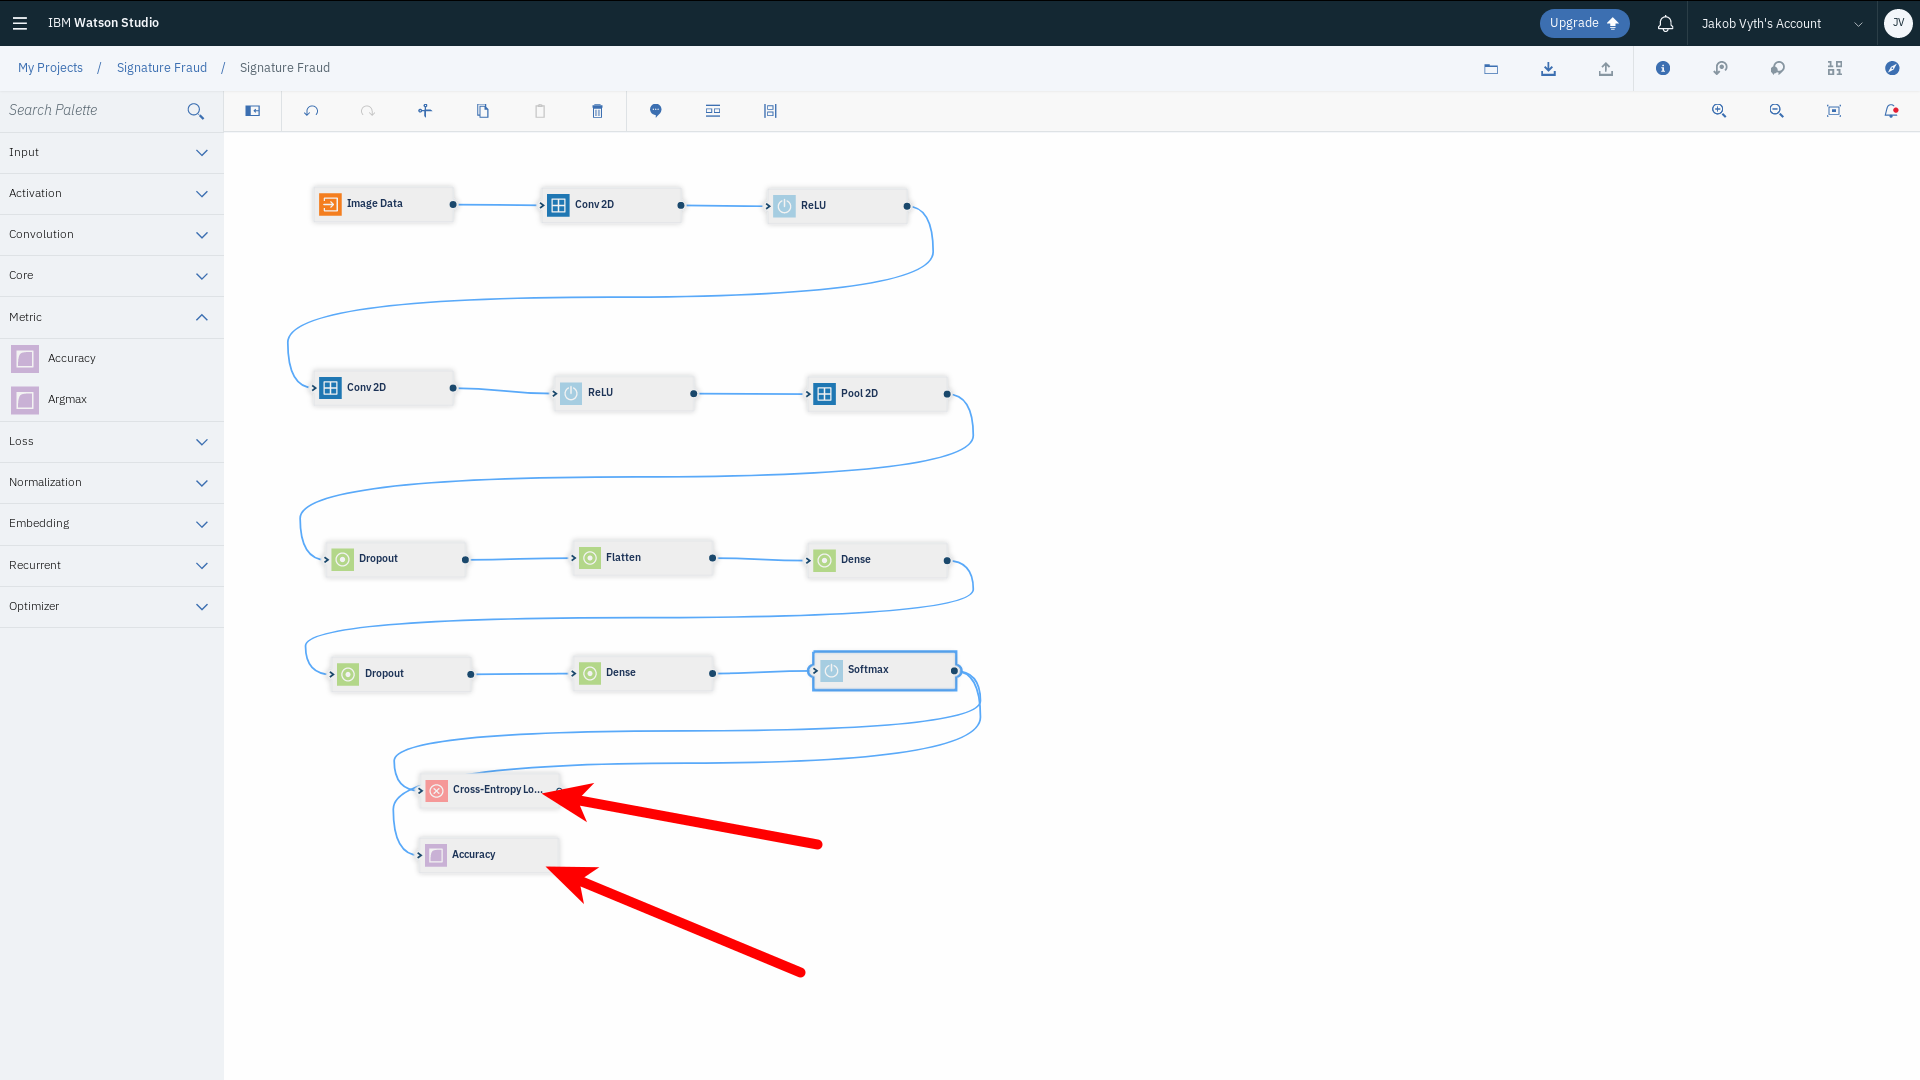 IBM Watson Studio
Upgrade
Jakob Vyth's Account
JV
My Projects / Signature Fraud / Signature Fraud
Search Palette
Input
Activation
Convolution
Core
Metric
Accuracy
Argmax
Loss
Normalization
Embedding
Recurrent
Optimizer
Image Data
Conv 2D
ReLU
Conv 2D
ReLU
Pool 2D
Dropout
Flatten
Dense
Dropout
Dense
Softmax
Cross-Entropy Lo...
Accuracy